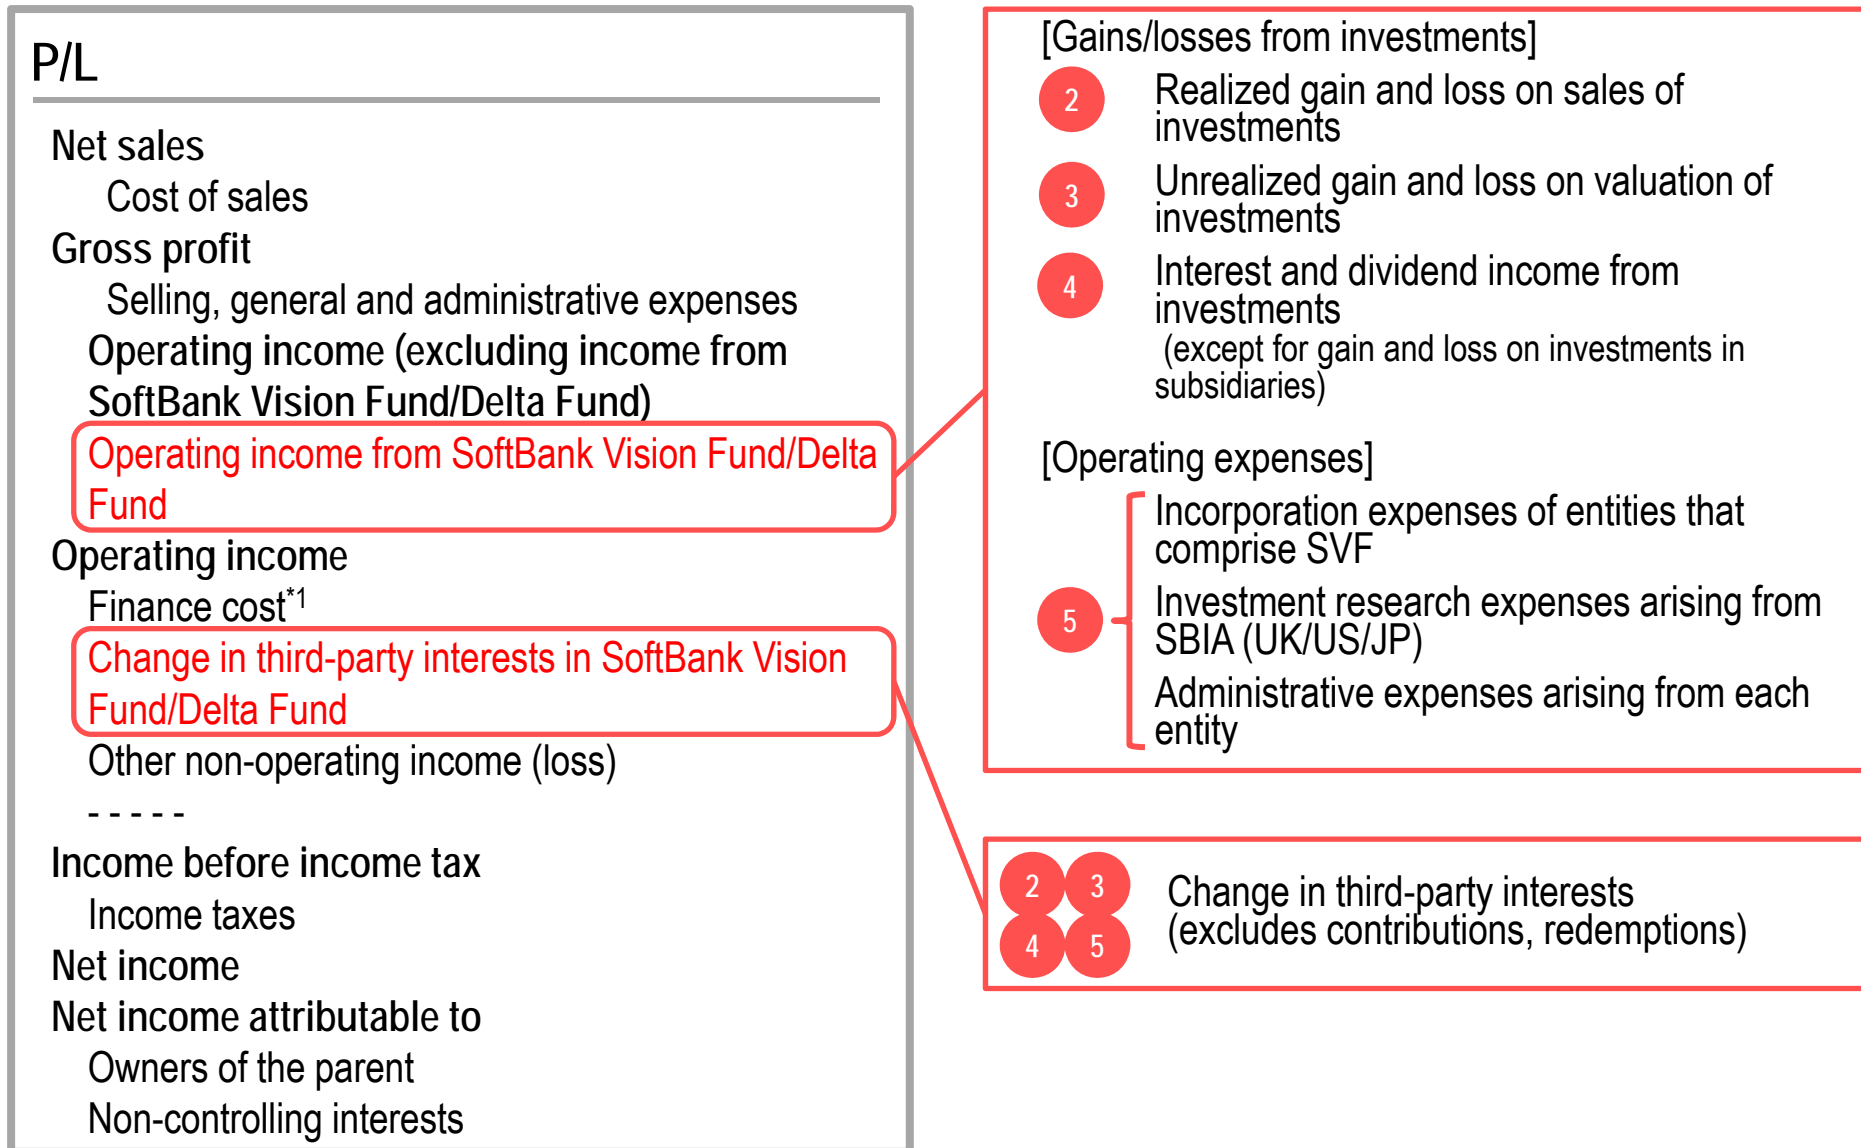 P/L
Net sales
Cost of sales
Gross profit
Selling, general and administrative expenses
Operating income (excluding income from
SoftBank Vision Fund/Delta Fund)
Operating income from SoftBank Vision Fund/Delta
Fund
Operating income
Finance cost*1
Change in third-party interests in SoftBank Vision
Fund/Delta Fund
Other non-operating income (loss)
- - - - -
Income before income tax
Income taxes
Net income
Net income attributable to
Owners of the parent
Non-controlling interests
[Gains/losses from investments]
2 Realized gain and loss on sales of
investments
3 Unrealized gain and loss on valuation of
investments
4 Interest and dividend income from
investments
(except for gain and loss on investments in
subsidiaries)
[Operating expenses]
Incorporation expenses of entities that
comprise SVF
5 Investment research expenses arising from
SBIA (UK/US/JP)
Administrative expenses arising from each
entity
2 3 Change in third-party interests
4 5 (excludes contributions, redemptions)